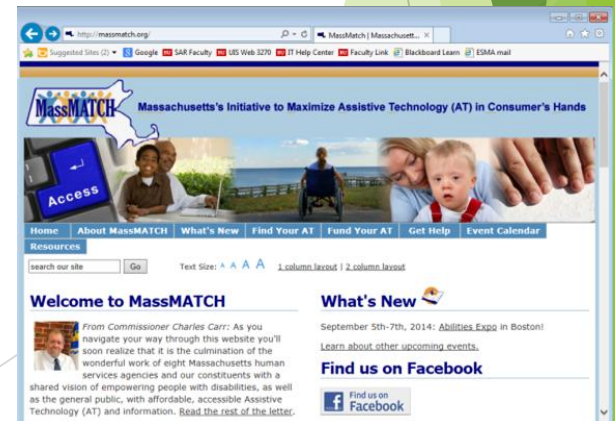 http://massmatch.org/
MassMatch | Massachusett...
Suggested Sites (2) Google SAR Faculty UIS Web 3270 IT Help Center Faculty Link Blackboard Learn ESMA mail
MassMATCH
Massachusetts's Initiative to Maximize Assistive Technology (AT) in Consumer's Hands
Access
Home About MassMATCH What's New Find Your AT Fund Your AT Get Help Event Calendar
Resources
search our site Go Text Size: A A A A 1 column layout | 2 column layout
Welcome to MassMATCH
From Commissioner Charles Carr: As you
navigate your way through this website you'll
soon realize that it is the culmination of the
wonderful work of eight Massachusetts human
services agencies and our constituents with a
shared vision of empowering people with disabilities, as well
as the general public, with affordable, accessible Assistive
Technology (AT) and information. Read the rest of the letter.
What's New
September 5th-7th, 2014: Abilities Expo in Boston!
Learn about other upcoming events.
Find us on Facebook
Find us on
Facebook